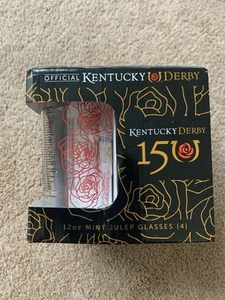 OFFICIAL KENTUCKY DERBY
KENTUCKY DERBY
150
12oz MINT JULEP GLASSES (4)